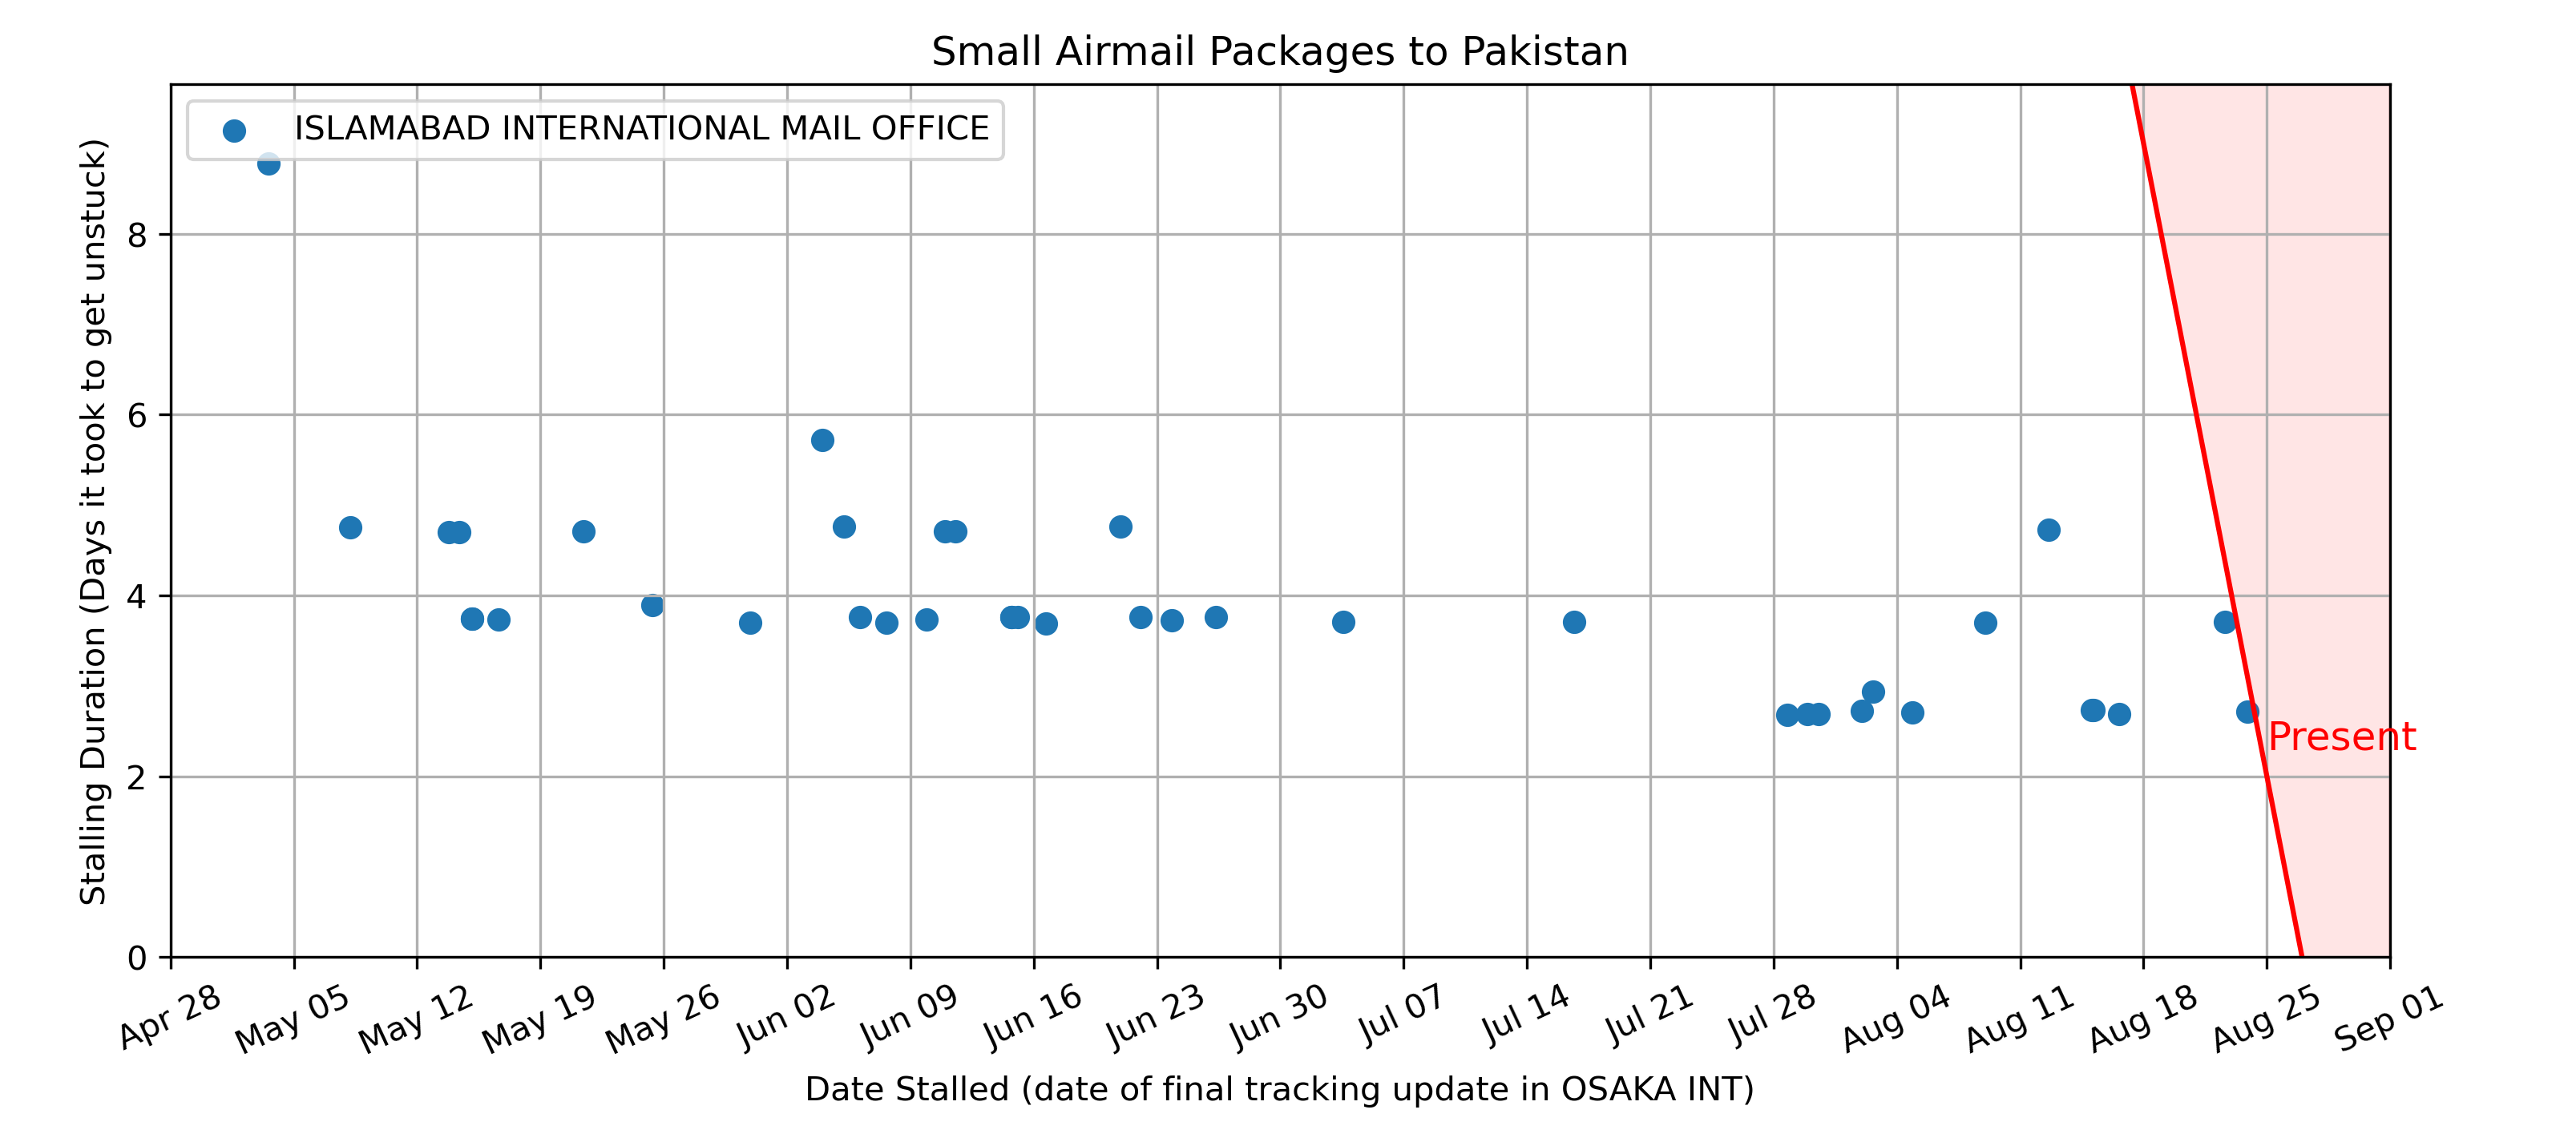 Small Airmail Packages to Pakistan
ISLAMABAD INTERNATIONAL MAIL OFFICE
Stalling Duration (Days it took to get unstuck)
8
6
4
2
0
Present
Apr 28
May 05
May 12
May 19
May 26
Jun 02
Jun 09
Jun 16
Jun 23
Jun 30
Jul 07
Jul 14
Jul 21
Jul 28
Aug 04
Aug 11
Aug 18
Aug 25
Sep 01
Date Stalled (date of final tracking update in OSAKA INT)